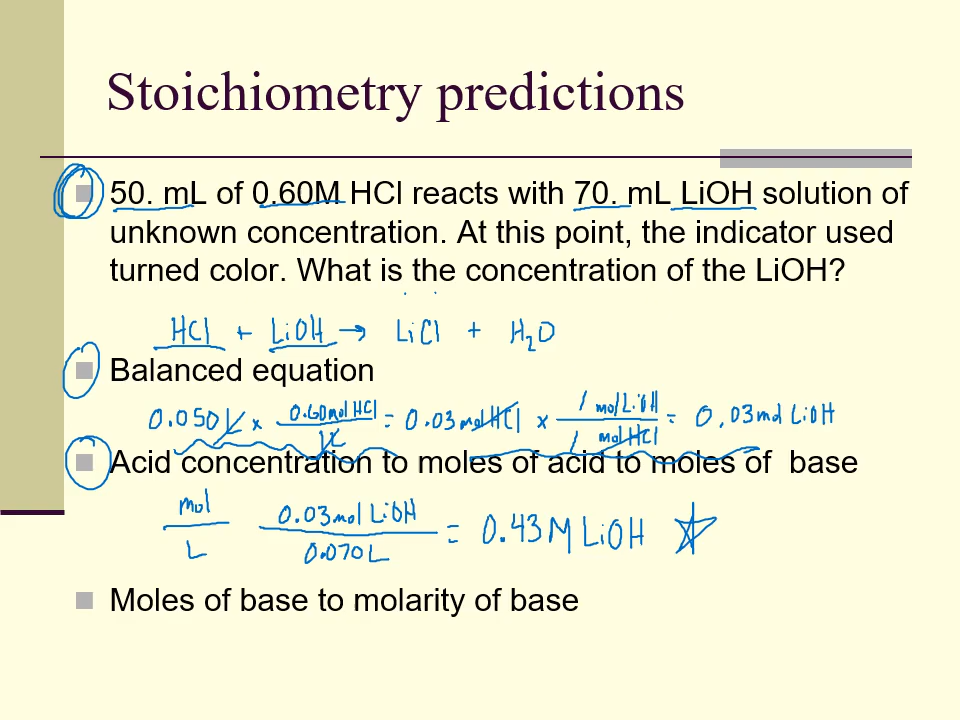 Stoichiometry predictions
50. mL of 0.60M HCl reacts with 70. mL LiOH solution of
unknown concentration. At this point, the indicator used
turned color. What is the concentration of the LiOH?
HCl + LiOH → LiCl + H₂O
Balanced equation
0.050 L x 0.60 mol HCl / L = 0.03 mol HCl x 1 mol LiOH / 1 mol HCl = 0.03 mol LiOH
Acid concentration to moles of acid to moles of base
mol / L 0.03 mol LiOH / 0.070 L = 0.43 M LiOH
Moles of base to molarity of base